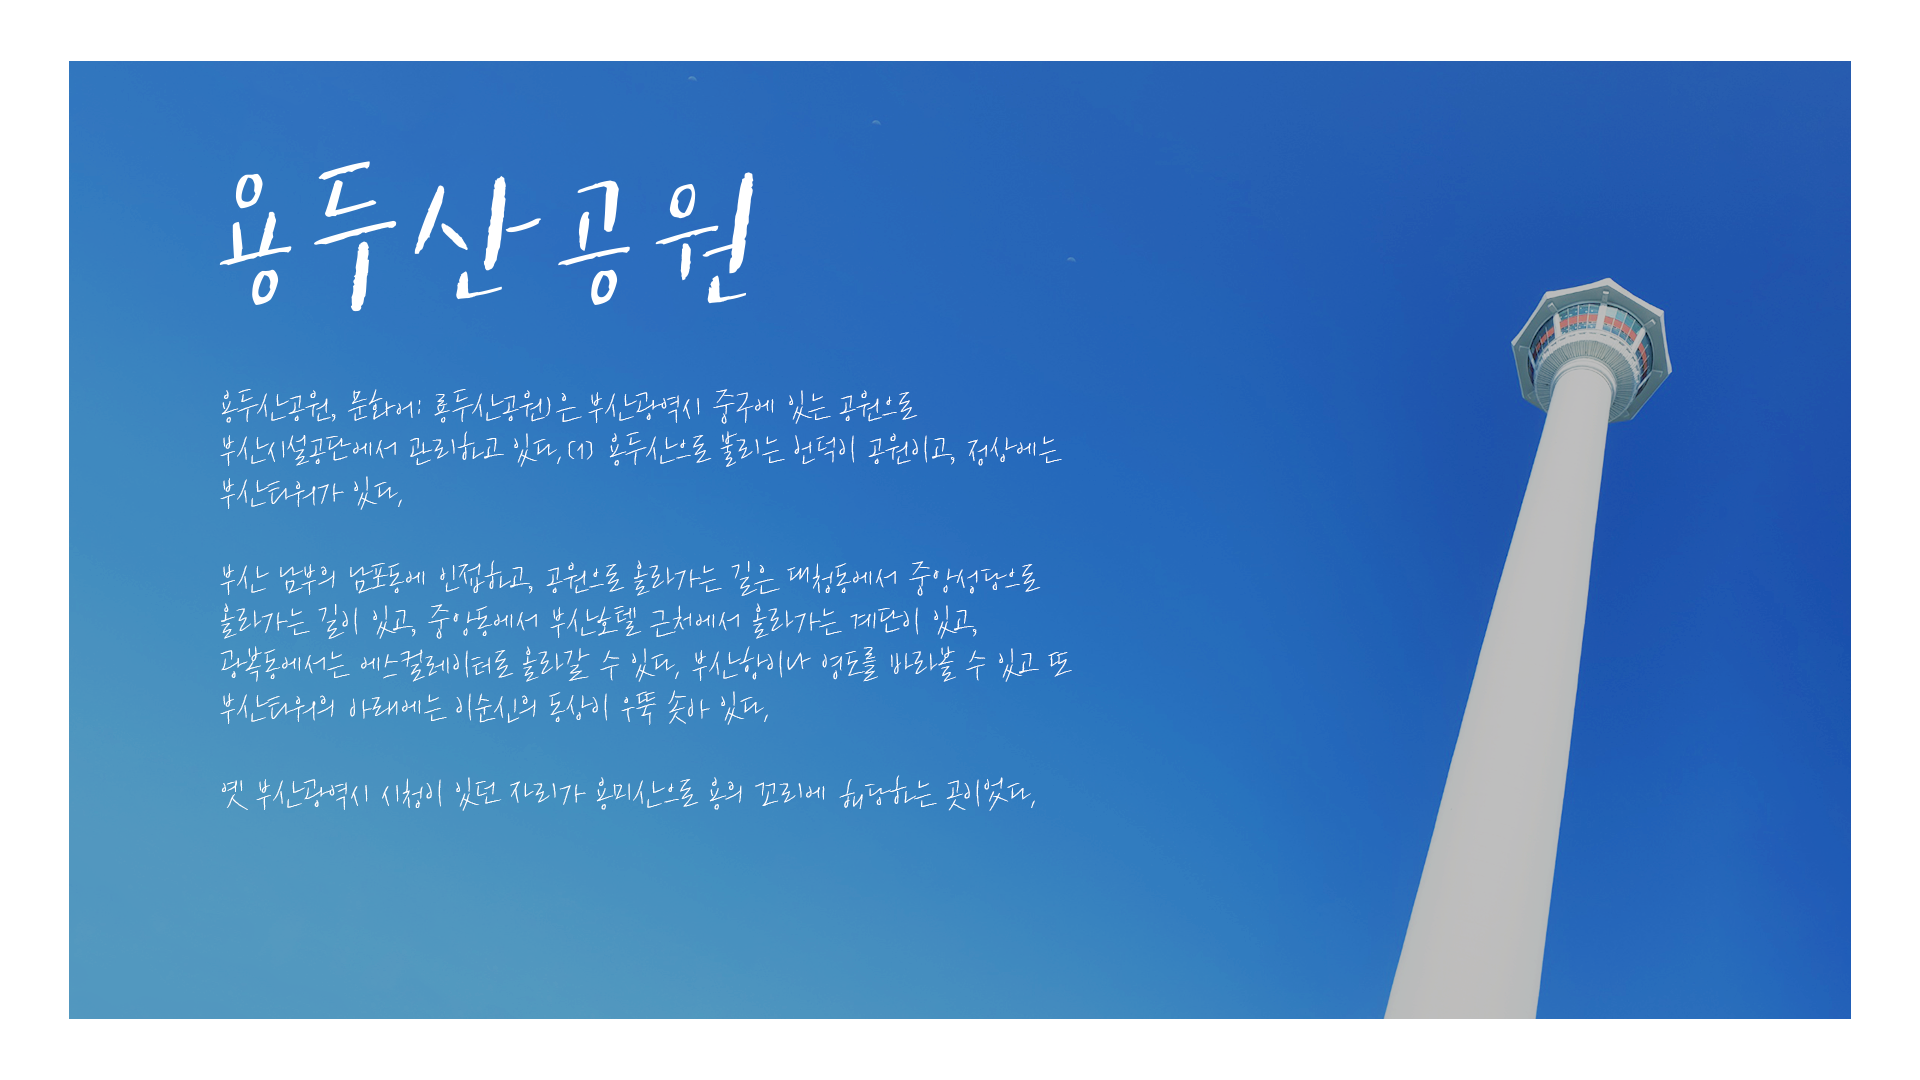 용두산공원
용두산공원, 문화어: 룡두산공원)은 부산광역시 중구에 있는 공원으로
부산시설공단에서 관리하고 있다.[1] 용두산으로 불리는 언덕이 공원이고, 정상에는
부산타워가 있다.
부산 남부의 남포동에 인접하고, 공원으로 올라가는 길은 대청동에서 중앙성당으로
올라가는 길이 있고, 중앙동에서 부산호텔 근처에서 올라가는 계단이 있고,
광복동에서는 에스컬레이터로 올라갈 수 있다. 부산항이나 영도를 바라볼 수 있고 또
부산타워의 아래에는 이순신의 동상이 우뚝 솟아 있다.
옛 부산광역시 시청이 있던 자리가 용미산으로 용의 꼬리에 해당하는 곳이었다.